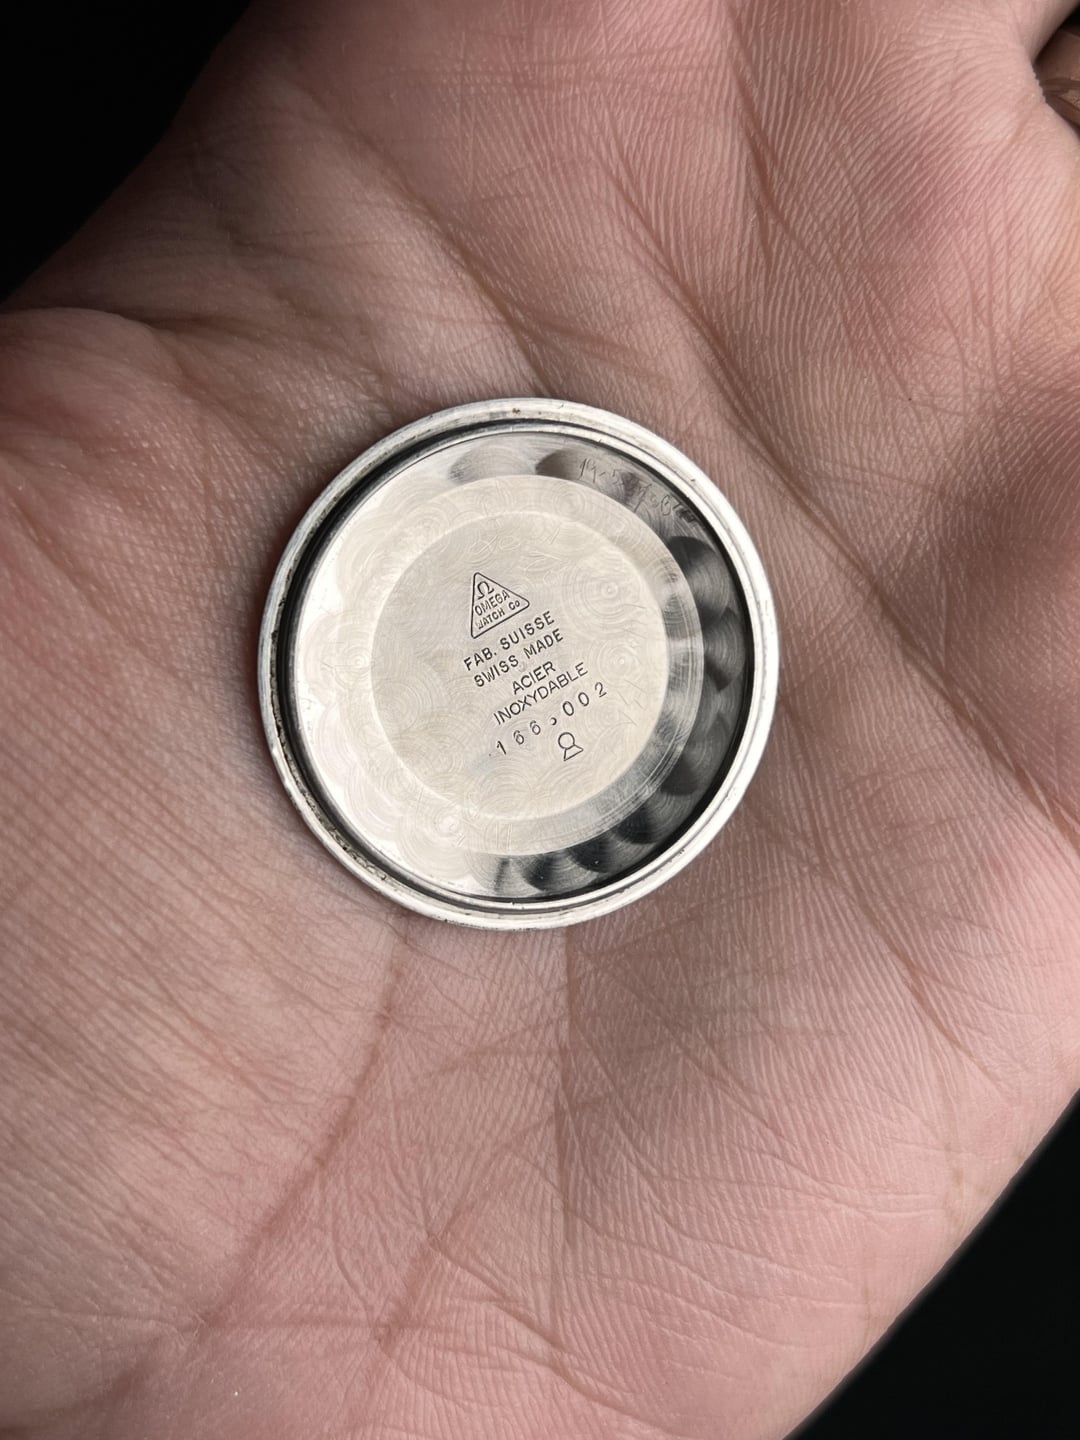 Ω
OMEGA
WATCH Co
FAB. SUISSE
SWISS MADE
ACIER
INOXYDABLE
166.002